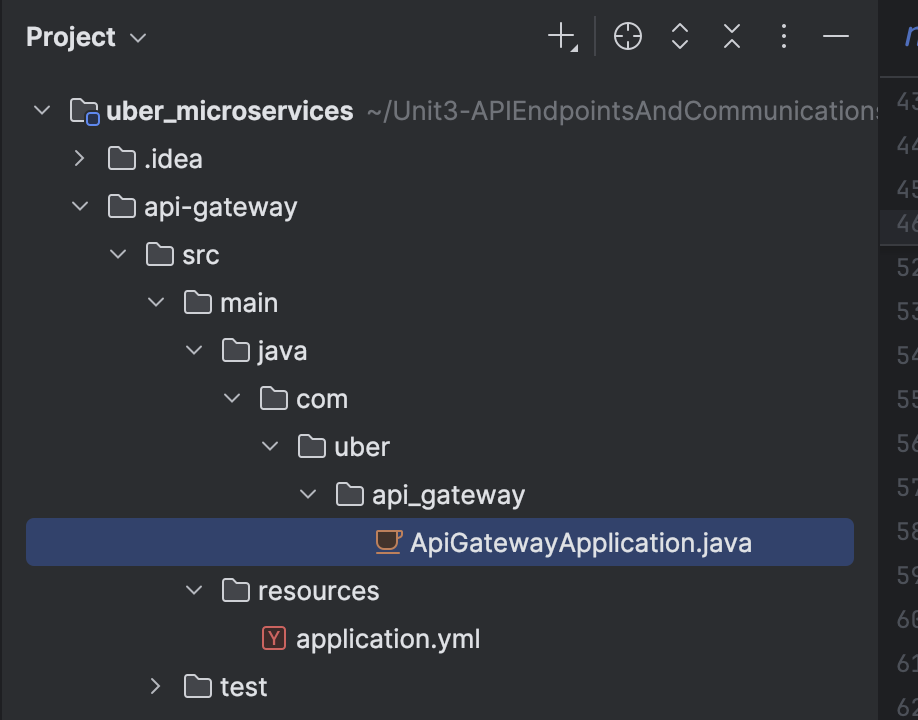 Project
uber_microservices ~/Unit3-APIEndpointsAndCommunications
.idea
api-gateway
src
main
java
com
uber
api_gateway
ApiGatewayApplication.java
resources
Y application.yml
test
43
44
45
46
52
53
54
55
56
57
58
59
60
61
62